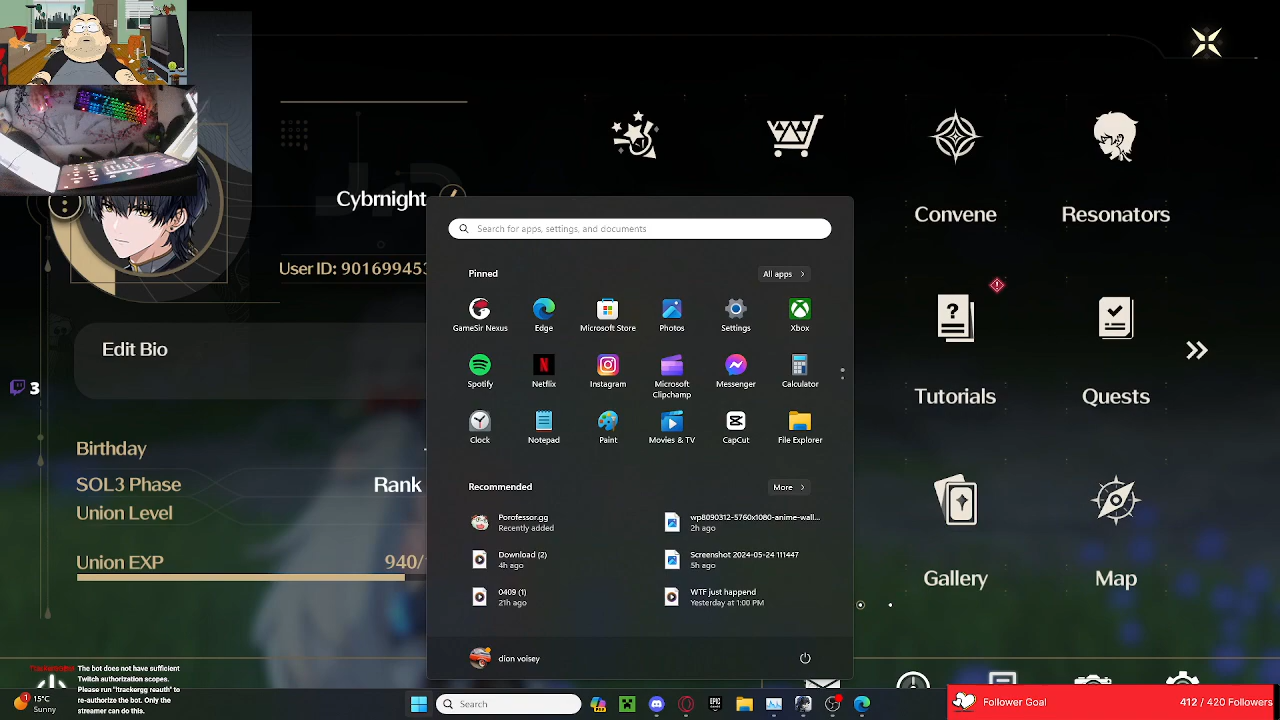 Cybrnight
User ID: 901699453
Edit Bio
3
Birthday
SOL3 Phase
Rank
Union Level
Union EXP
940/
Convene
Resonators
Tutorials
Quests
Gallery
Map
Search for apps, settings, and documents
Pinned
All apps
GameSir Nexus
Edge
Microsoft Store
Photos
Settings
Xbox
Spotify
Netflix
Instagram
Microsoft
Clipchamp
Messenger
Calculator
Clock
Notepad
Paint
Movies & TV
CapCut
File Explorer
Recommended
More
Porofessor.gg
Recently added
wp8090312-5760x1080-anime-wall...
2h ago
Download (2)
4h ago
Screenshot 2024-05-24 111447
5h ago
0409 (1)
21h ago
WTF just happend
Yesterday at 1:00 PM
dion voisey
The bot does not have sufficient
Twitch authorization scopes.
Please run "!trackergg reauth" to
re-authorize the bot. Only the
streamer can do this.
1
15°C
Sunny
Search
EPIC
Follower Goal
412 / 420 Followers